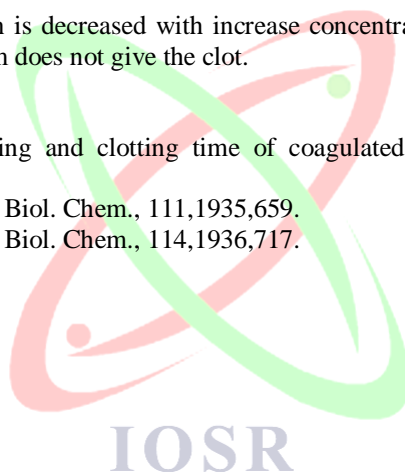 n is decreased with increase concentra
n does not give the clot.
ing and clotting time of coagulated
Biol. Chem., 111,1935,659.
Biol. Chem., 114,1936,717.
IOSR